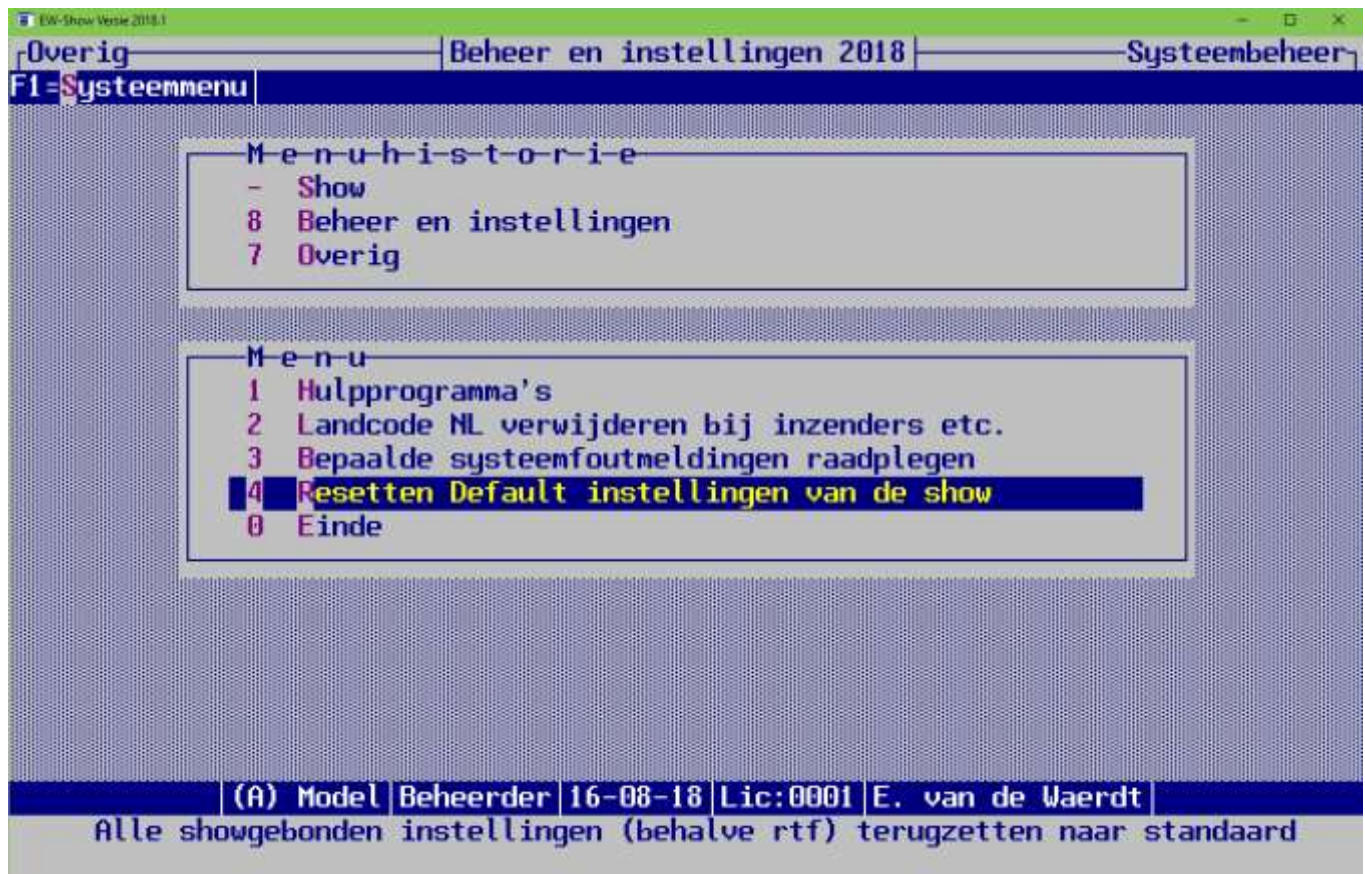 EW-Show Versie 2018.1
Overig Beheer en instellingen 2018 Systeembeheer
F1=Systeemmenu
Menuhistorie
- Show
8 Beheer en instellingen
7 Overig
Menu
1 Hulpprogramma's
2 Landcode NL verwijderen bij inzenders etc.
3 Bepaalde systeemfoutmeldingen raadplegen
4 Resetten Default instellingen van de show
0 Einde
(A) Model Beheerder 16-08-18 Lic:0001 E. van de Waerdt
Alle showgebonden instellingen (behalve rtf) terugzetten naar standaard